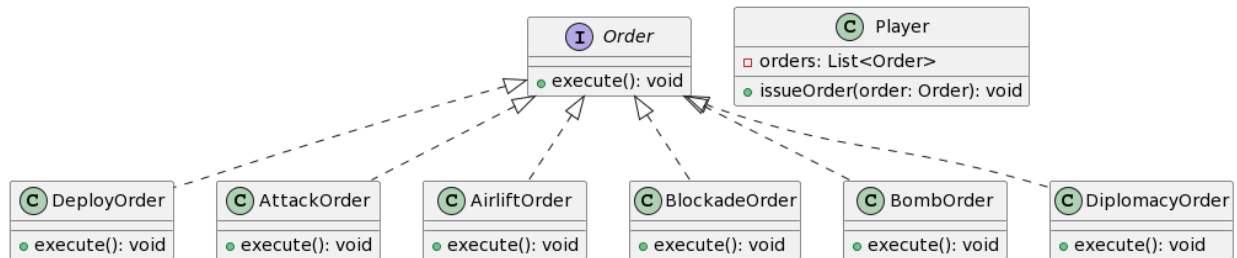 I Order
+ execute(): void
C Player
orders: List<Order>
issueOrder(order: Order): void
C DeployOrder
execute(): void
C AttackOrder
execute(): void
C AirliftOrder
execute(): void
C BlockadeOrder
execute(): void
C BombOrder
execute(): void
C DiplomacyOrder
execute(): void